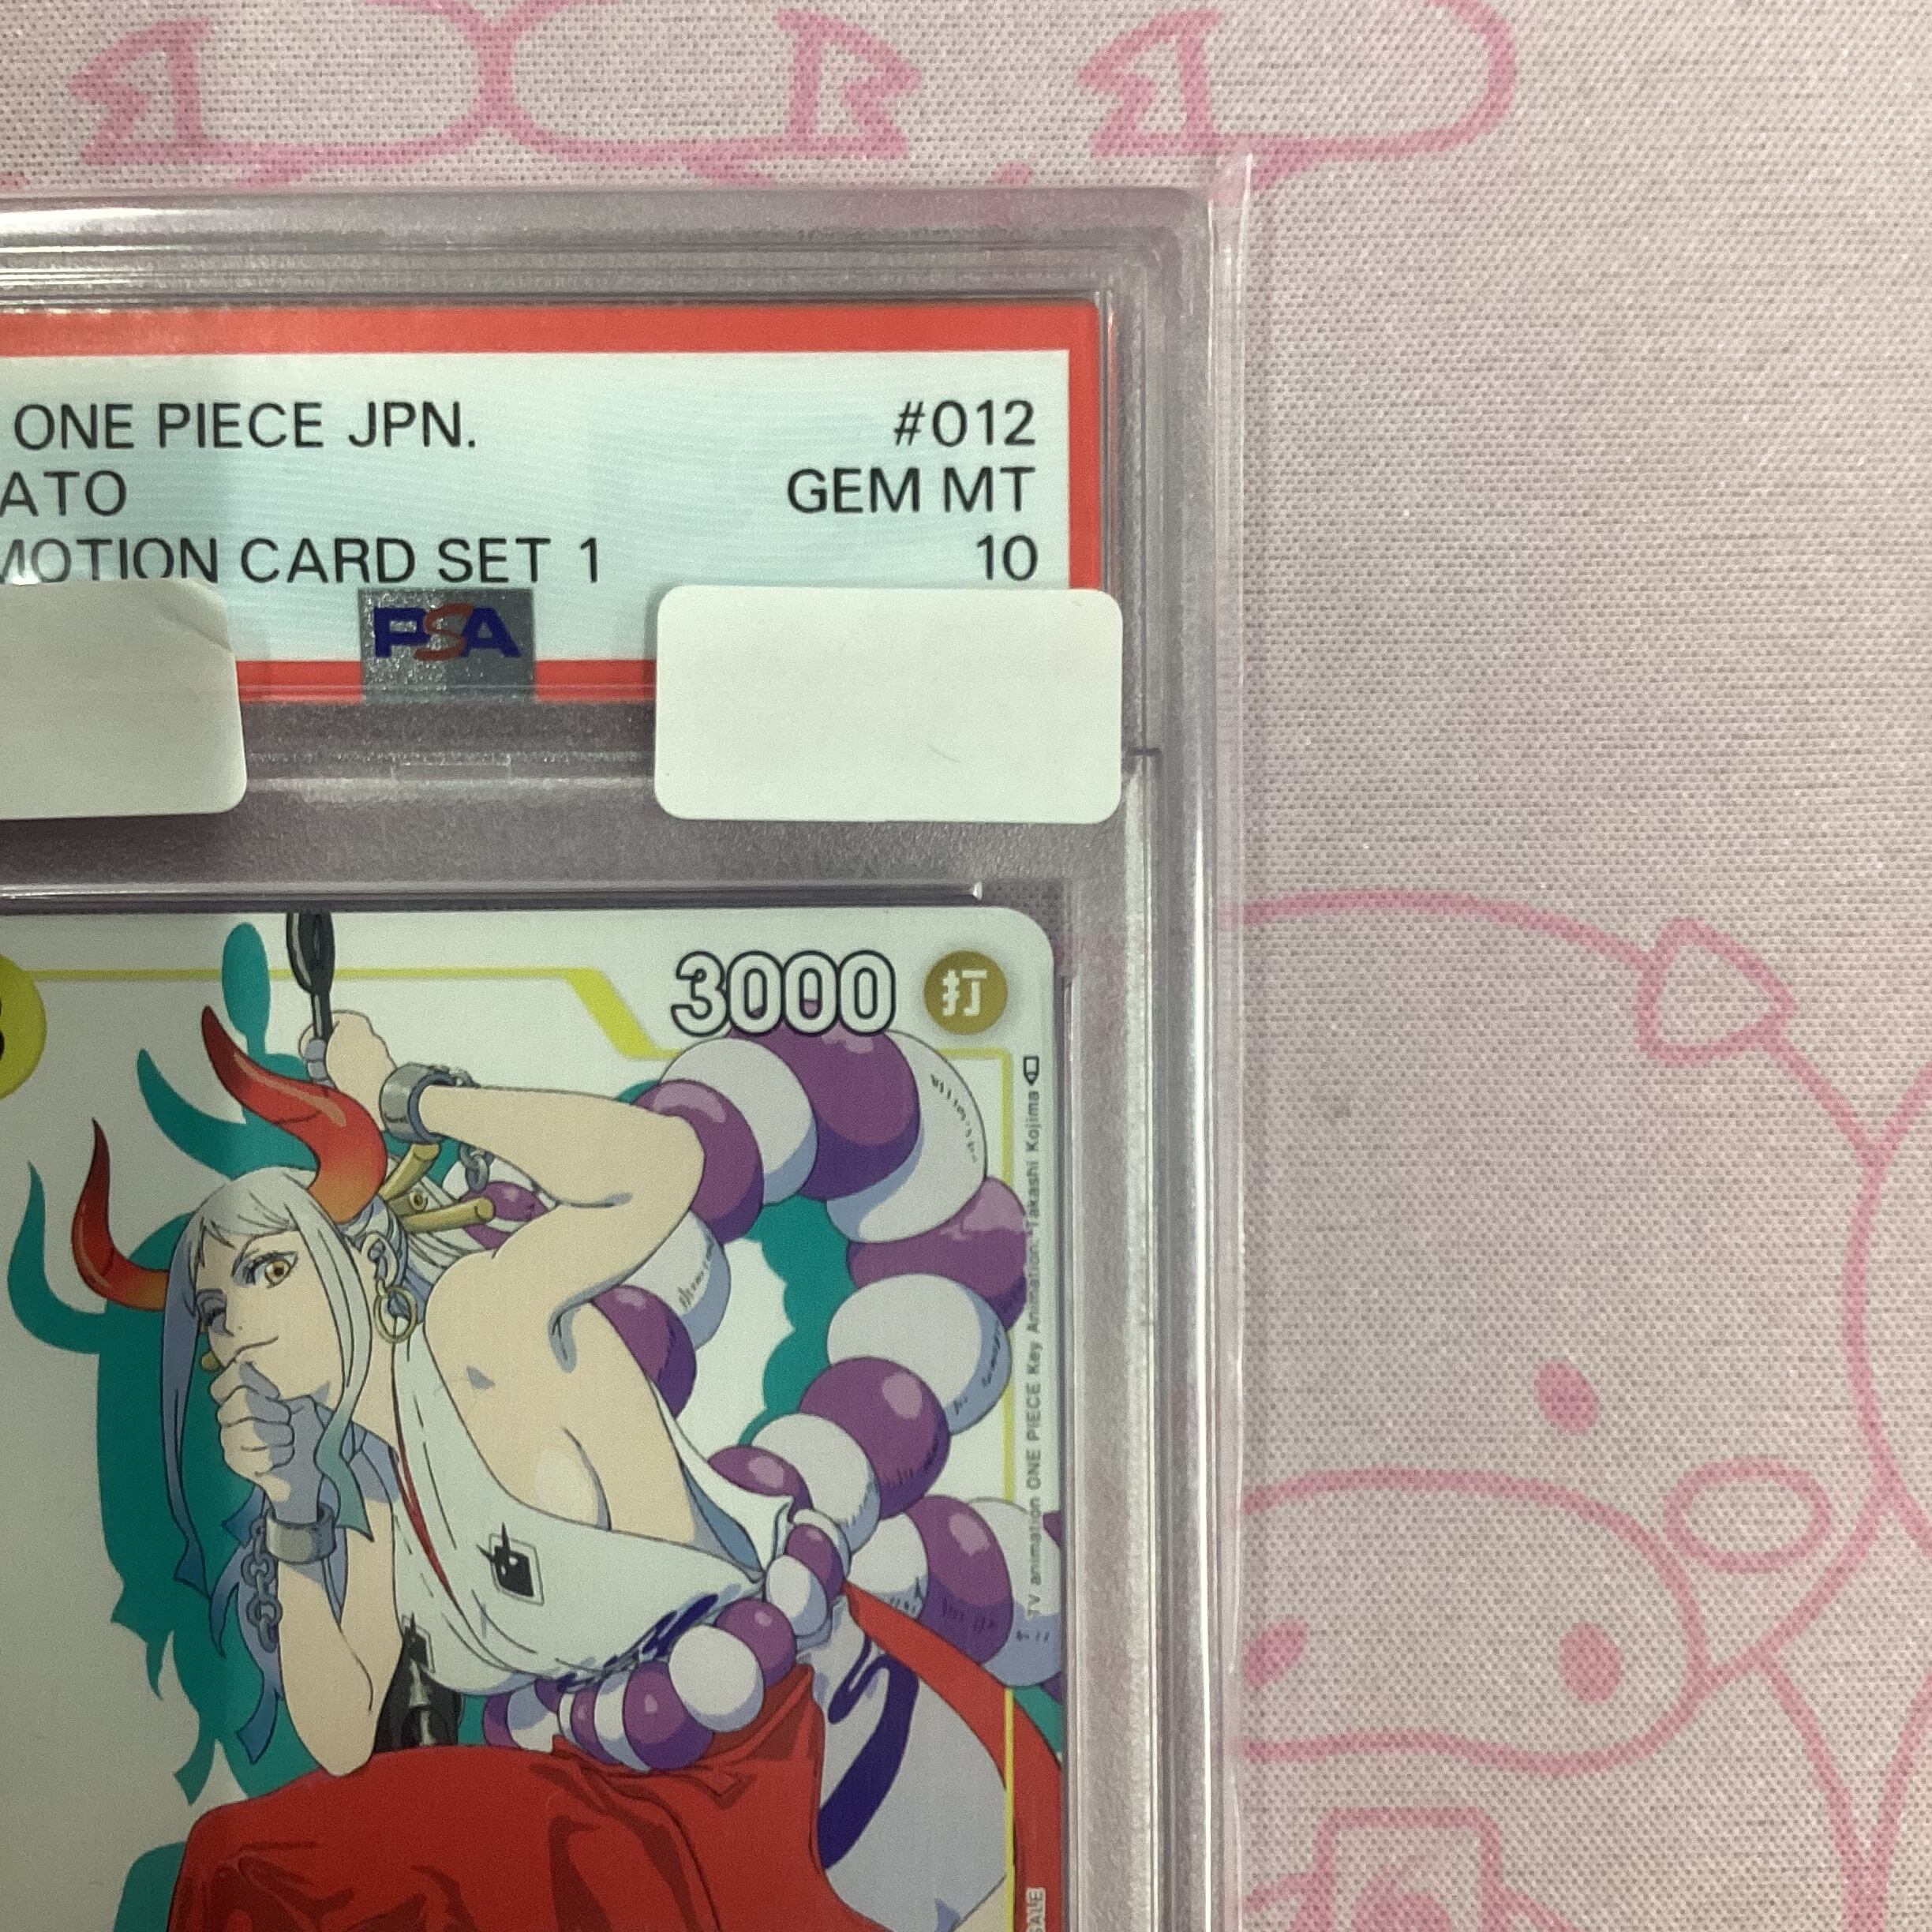 ONE PIECE JPN.
#012
ATO
GEM MT
MOTION CARD SET 1
10
PSA
3000
打
TV animation ONE PIECE Key Animation: Takashi Kojima